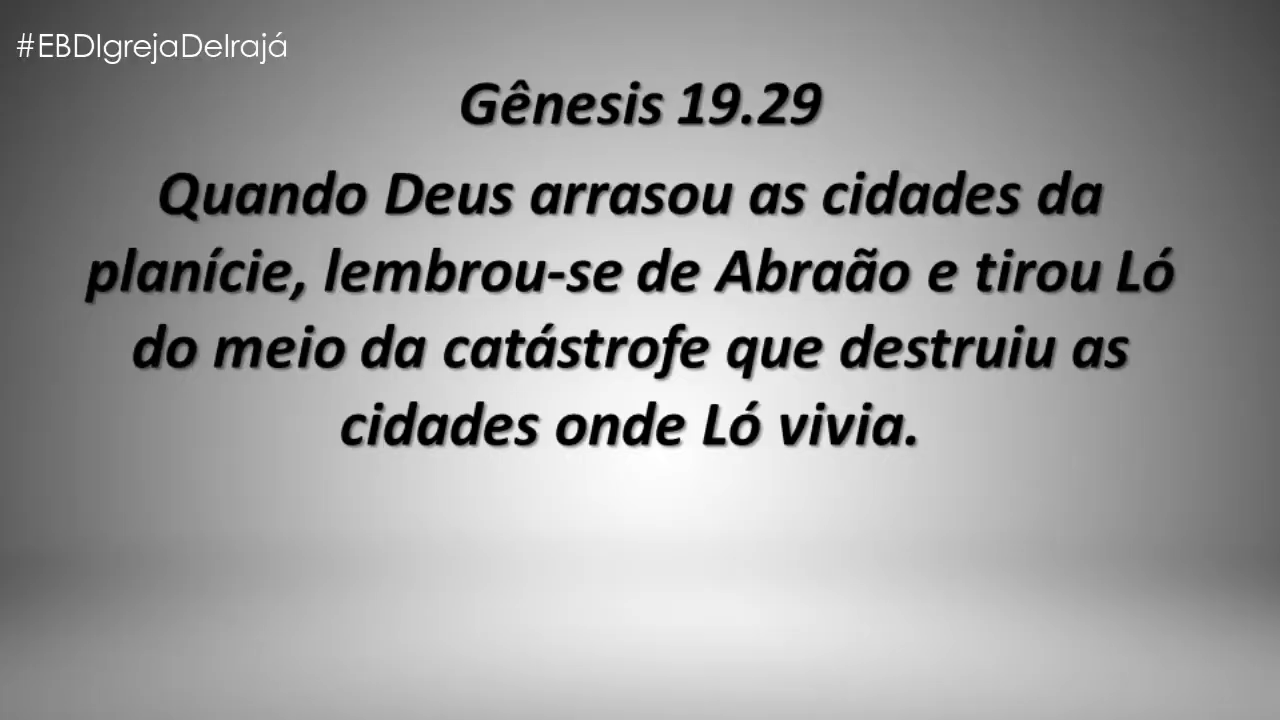 #EBDIgrejaDeIrajá
Gênesis 19.29
Quando Deus arrasou as cidades da
planície, lembrou-se de Abraão e tirou Ló
do meio da catástrofe que destruiu as
cidades onde Ló vivia.